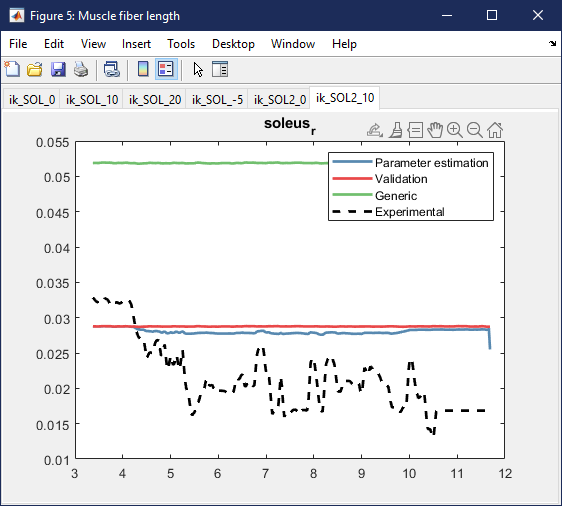 Figure 5: Muscle fiber length
File Edit View Insert Tools Desktop Window Help
ik_SOL_0 ik_SOL_10 ik_SOL_20 ik_SOL_-5 ik_SOL2_0 ik_SOL2_10
soleus_r
0.055
0.05
0.045
0.04
0.035
0.03
0.025
0.02
0.015
0.01
Parameter estimation
Validation
Generic
Experimental
3 4 5 6 7 8 9 10 11 12